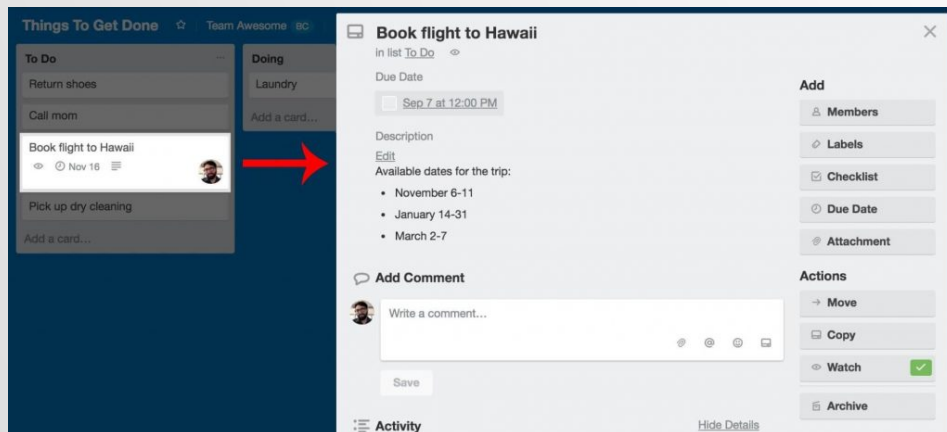 Things To Get Done ☆ Team Awesome BC
To Do
Return shoes
Call mom
Book flight to Hawaii
Nov 16
Pick up dry cleaning
Add a card...
Doing
Laundry
Add a card...
Book flight to Hawaii
in list To Do
Due Date
Sep 7 at 12:00 PM
Description
Edit
Available dates for the trip:
• November 6-11
• January 14-31
• March 2-7
Add Comment
Write a comment...
@
Save
Activity
Hide Details
Add
Members
Labels
Checklist
Due Date
Attachment
Actions
Move
Copy
Watch
Archive